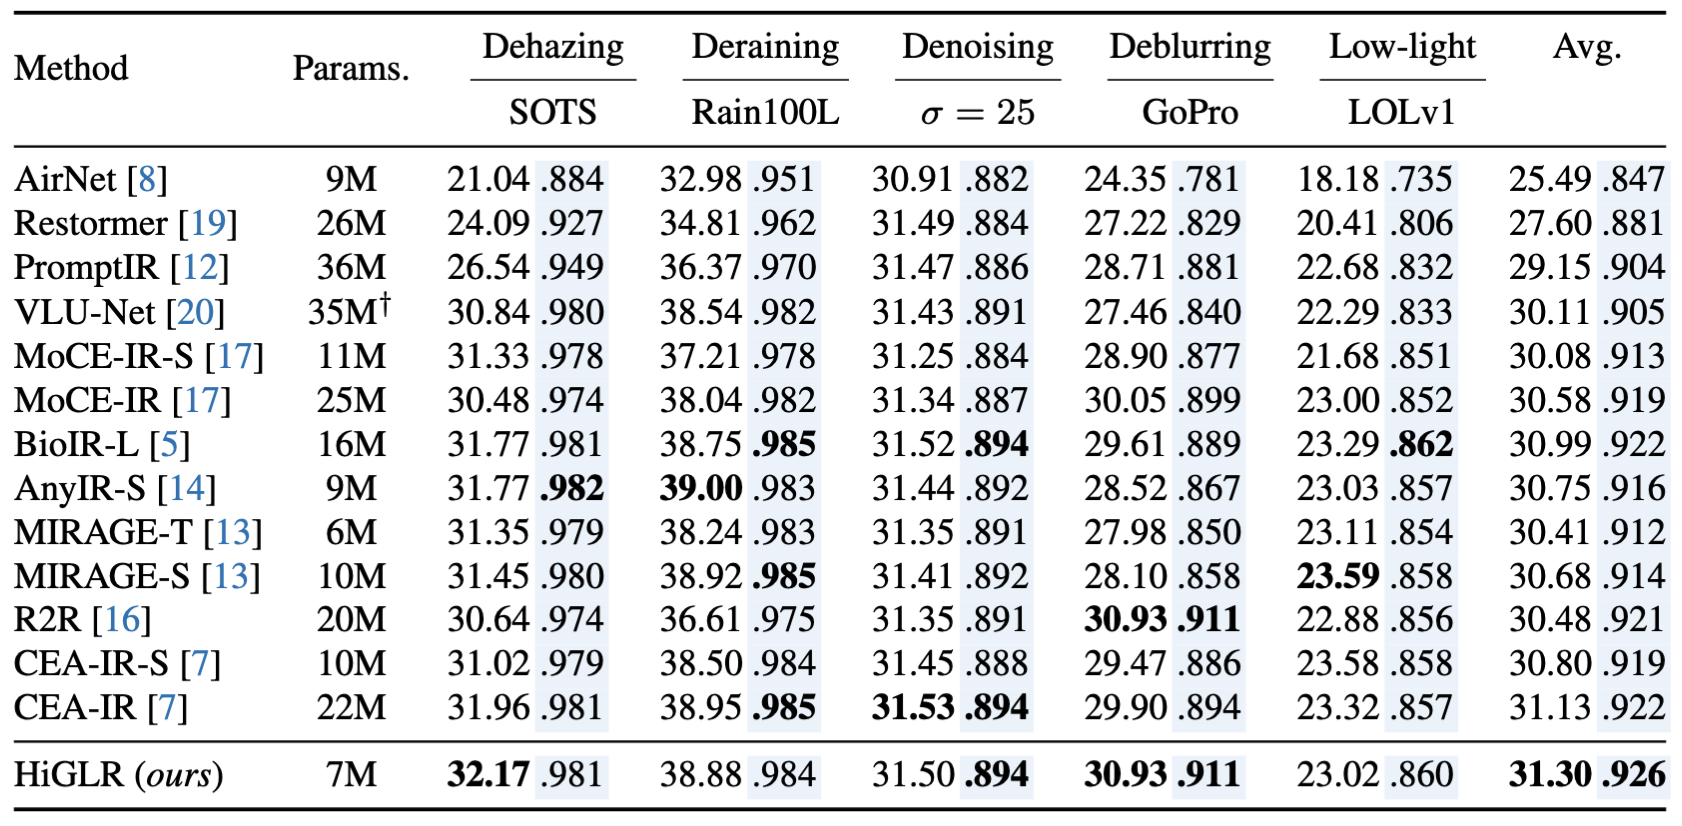 Method Params. Dehazing Deraining Denoising Deblurring Low-light Avg.
SOTS Rain100L σ = 25 GoPro LOLv1
AirNet [8] 9M 21.04 .884 32.98 .951 30.91 .882 24.35 .781 18.18 .735 25.49 .847
Restormer [19] 26M 24.09 .927 34.81 .962 31.49 .884 27.22 .829 20.41 .806 27.60 .881
PromptIR [12] 36M 26.54 .949 36.37 .970 31.47 .886 28.71 .881 22.68 .832 29.15 .904
VLU-Net [20] 35M† 30.84 .980 38.54 .982 31.43 .891 27.46 .840 22.29 .833 30.11 .905
MoCE-IR-S [17] 11M 31.33 .978 37.21 .978 31.25 .884 28.90 .877 21.68 .851 30.08 .913
MoCE-IR [17] 25M 30.48 .974 38.04 .982 31.34 .887 30.05 .899 23.00 .852 30.58 .919
BioIR-L [5] 16M 31.77 .981 38.75 .985 31.52 .894 29.61 .889 23.29 .862 30.99 .922
AnyIR-S [14] 9M 31.77 .982 39.00 .983 31.44 .892 28.52 .867 23.03 .857 30.75 .916
MIRAGE-T [13] 6M 31.35 .979 38.24 .983 31.35 .891 27.98 .850 23.11 .854 30.41 .912
MIRAGE-S [13] 10M 31.45 .980 38.92 .985 31.41 .892 28.10 .858 23.59 .858 30.68 .914
R2R [16] 20M 30.64 .974 36.61 .975 31.35 .891 30.93 .911 22.88 .856 30.48 .921
CEA-IR-S [7] 10M 31.02 .979 38.50 .984 31.45 .888 29.47 .886 23.58 .858 30.80 .919
CEA-IR [7] 22M 31.96 .981 38.95 .985 31.53 .894 29.90 .894 23.32 .857 31.13 .922
HiGLR (ours) 7M 32.17 .981 38.88 .984 31.50 .894 30.93 .911 23.02 .860 31.30 .926